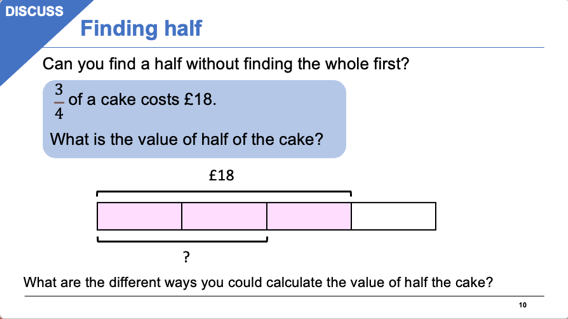 DISCUSS
Finding half
Can you find a half without finding the whole first?
3/4 of a cake costs £18.
What is the value of half of the cake?
£18
?
What are the different ways you could calculate the value of half the cake?
10